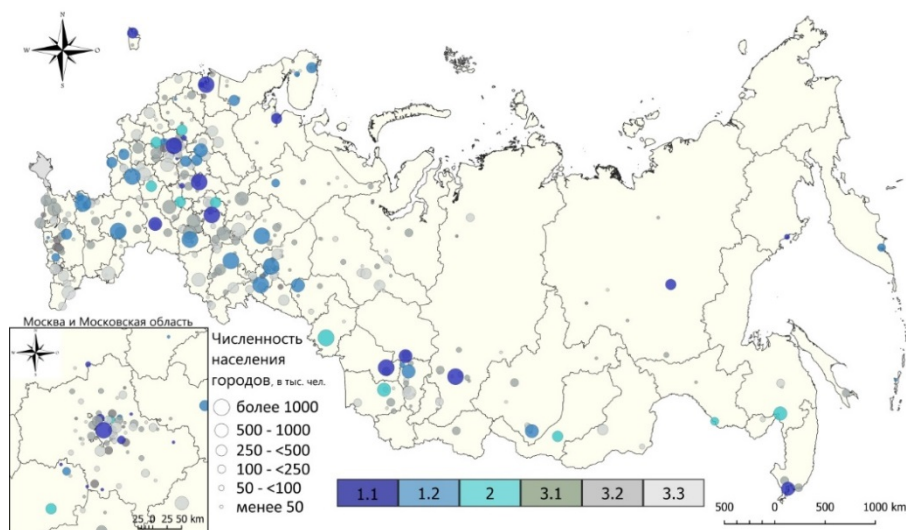 N
W
O
S
Москва и Московская область
Численность
населения
городов, в тыс. чел.
более 1000
500 - 1000
250 - <500
100 - <250
50 - <100
менее 50
25 0 25 50 km
1.1 1.2 2 3.1 3.2 3.3
500 0 500 1000 km